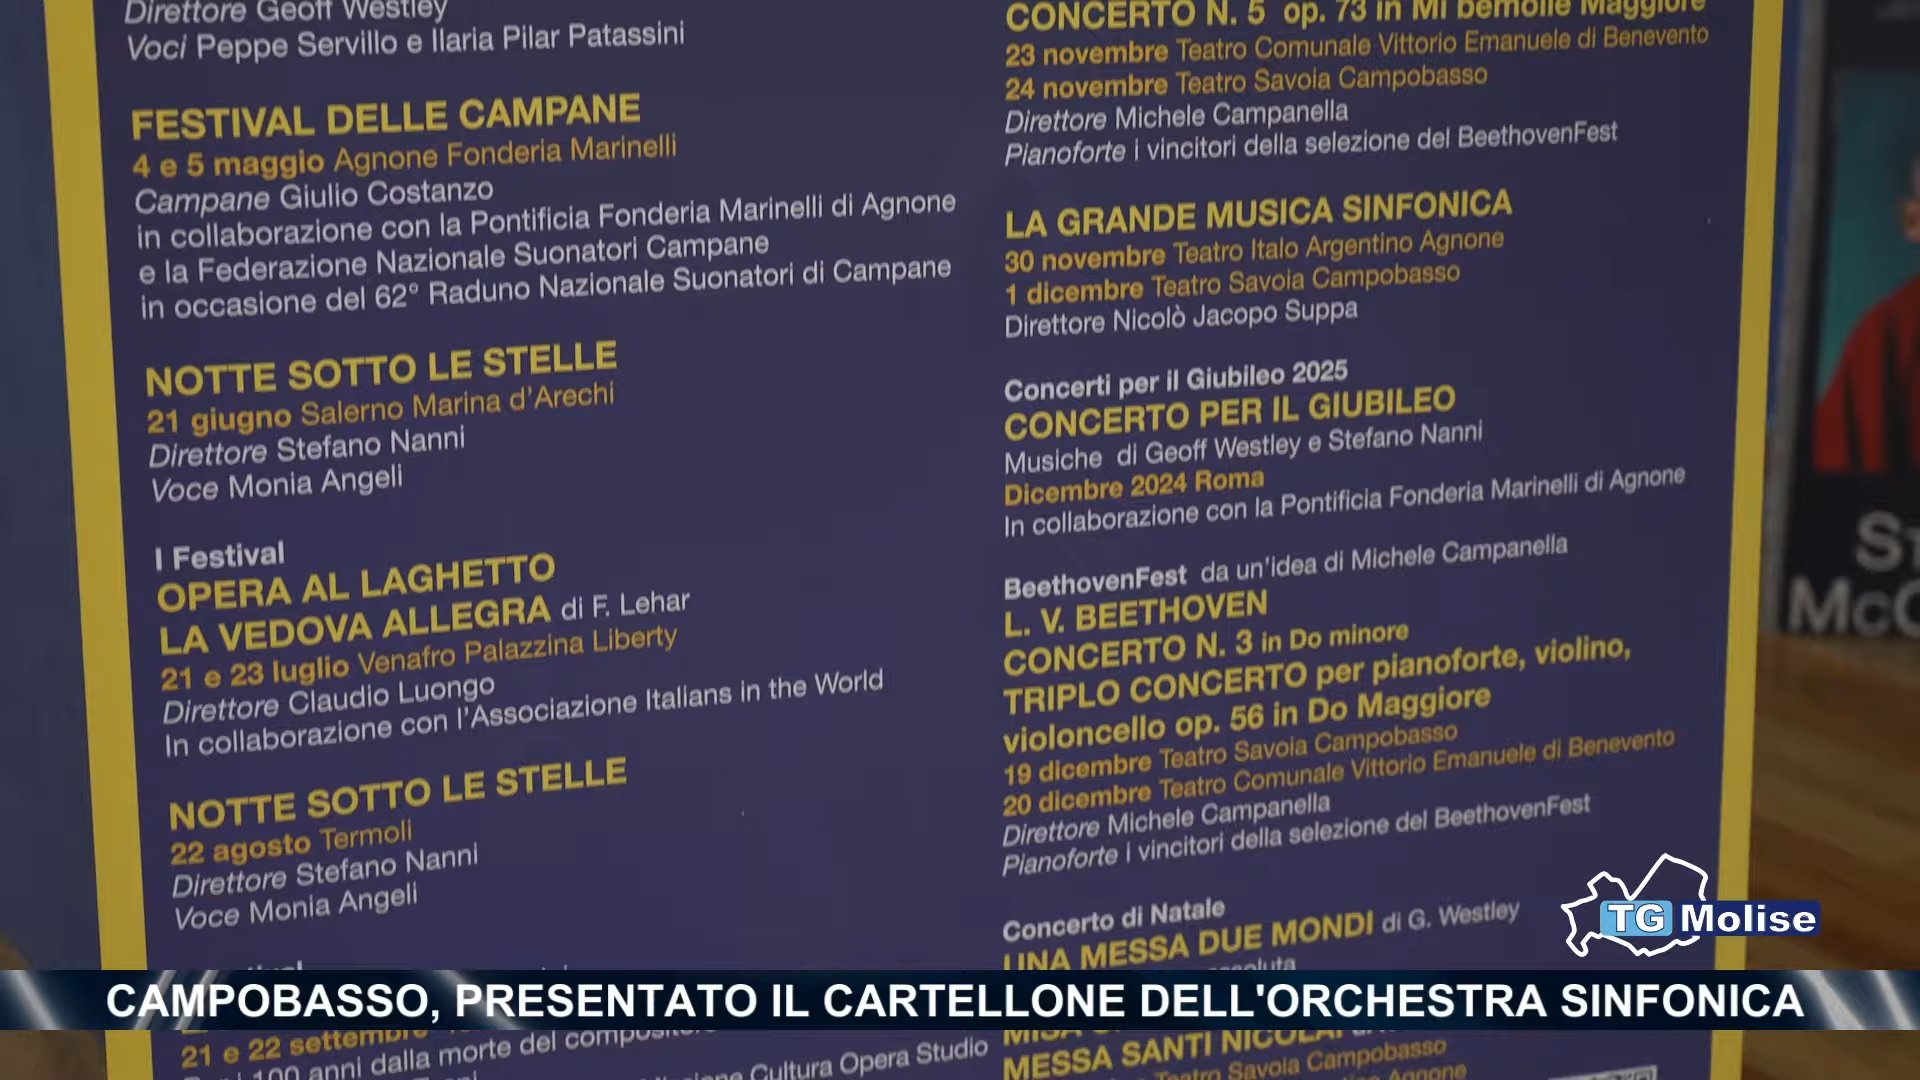 Direttore Geoff Westley
Voci Peppe Servillo e Ilaria Pilar Patassini
FESTIVAL DELLE CAMPANE
4 e 5 maggio Agnone Fonderia Marinelli
Campane Giulio Costanzo
in collaborazione con la Pontificia Fonderia Marinelli di Agnone
e la Federazione Nazionale Suonatori Campane
in occasione del 62° Raduno Nazionale Suonatori di Campane
NOTTE SOTTO LE STELLE
21 giugno Salerno Marina d'Arechi
Direttore Stefano Nanni
Voce Monia Angeli
I Festival
OPERA AL LAGHETTO
LA VEDOVA ALLEGRA di F. Lehar
21 e 23 luglio Venafro Palazzina Liberty
Direttore Claudio Luongo
In collaborazione con l'Associazione Italians in the World
NOTTE SOTTO LE STELLE
22 agosto Termoli
Direttore Stefano Nanni
Voce Monia Angeli
21 e 22 settembre
100 anni dalla morte del compositore
Cultura Opera Studio
CONCERTO N. 5 op. 73 in Mi bemolle Maggiore
23 novembre Teatro Comunale Vittorio Emanuele di Benevento
24 novembre Teatro Savoia Campobasso
Direttore Michele Campanella
Pianoforte i vincitori della selezione del BeethovenFest
LA GRANDE MUSICA SINFONICA
30 novembre Teatro Italo Argentino Agnone
1 dicembre Teatro Savoia Campobasso
Direttore Nicolò Jacopo Suppa
Concerti per il Giubileo 2025
CONCERTO PER IL GIUBILEO
Musiche di Geoff Westley e Stefano Nanni
Dicembre 2024 Roma
In collaborazione con la Pontificia Fonderia Marinelli di Agnone
BeethovenFest da un'idea di Michele Campanella
L. V. BEETHOVEN
CONCERTO N. 3 in Do minore
TRIPLO CONCERTO per pianoforte, violino,
violoncello op. 56 in Do Maggiore
19 dicembre Teatro Savoia Campobasso
20 dicembre Teatro Comunale Vittorio Emanuele di Benevento
Direttore Michele Campanella
Pianoforte i vincitori della selezione del BeethovenFest
Concerto di Natale
UNA MESSA DUE MONDI di G. Westley
MESSA SANTI NICOLA
Teatro Savoia Campobasso
Agnone
TG Molise
CAMPOBASSO, PRESENTATO IL CARTELLONE DELL'ORCHESTRA SINFONICA